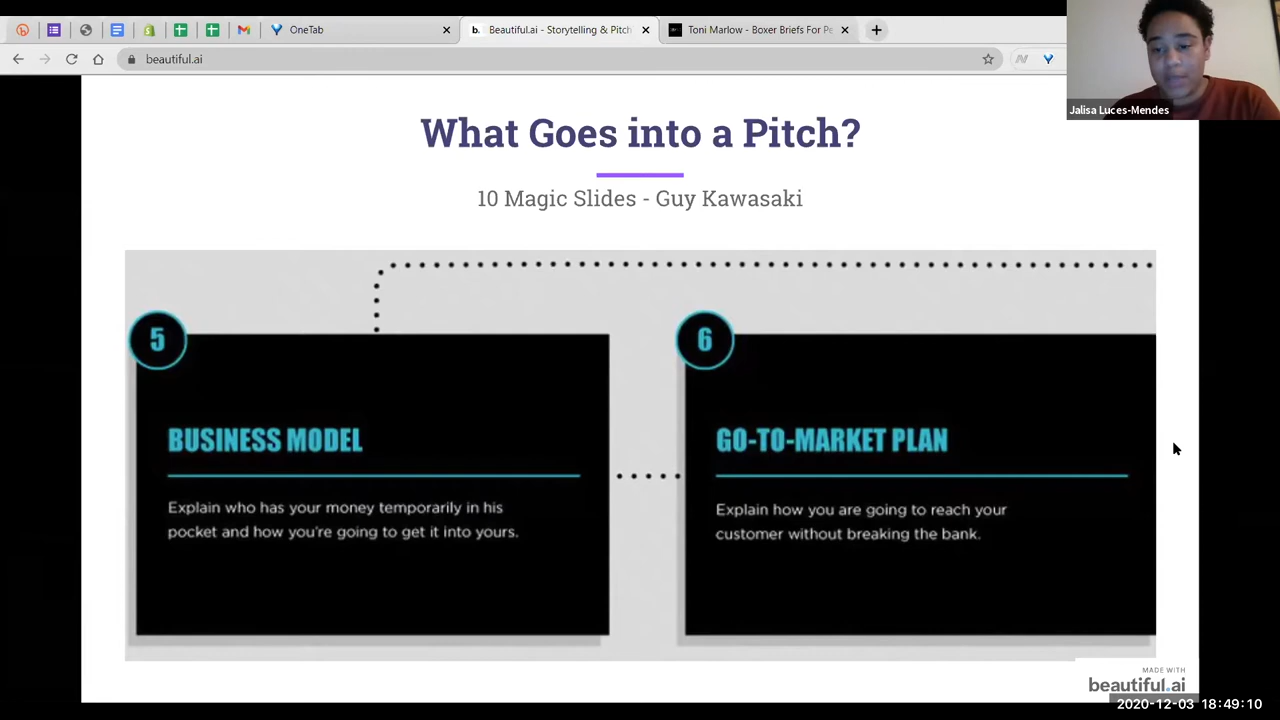 OneTab
Beautiful.ai - Storytelling & Pitch
Toni Marlow - Boxer Briefs For Pe
beautiful.ai
Jalisa Luces-Mendes
What Goes into a Pitch?
10 Magic Slides - Guy Kawasaki
5
6
BUSINESS MODEL
GO-TO-MARKET PLAN
Explain who has your money temporarily in his
pocket and how you're going to get it into yours.
Explain how you are going to reach your
customer without breaking the bank.
MADE WITH
beautiful.ai
2020-12-03 18:49:10